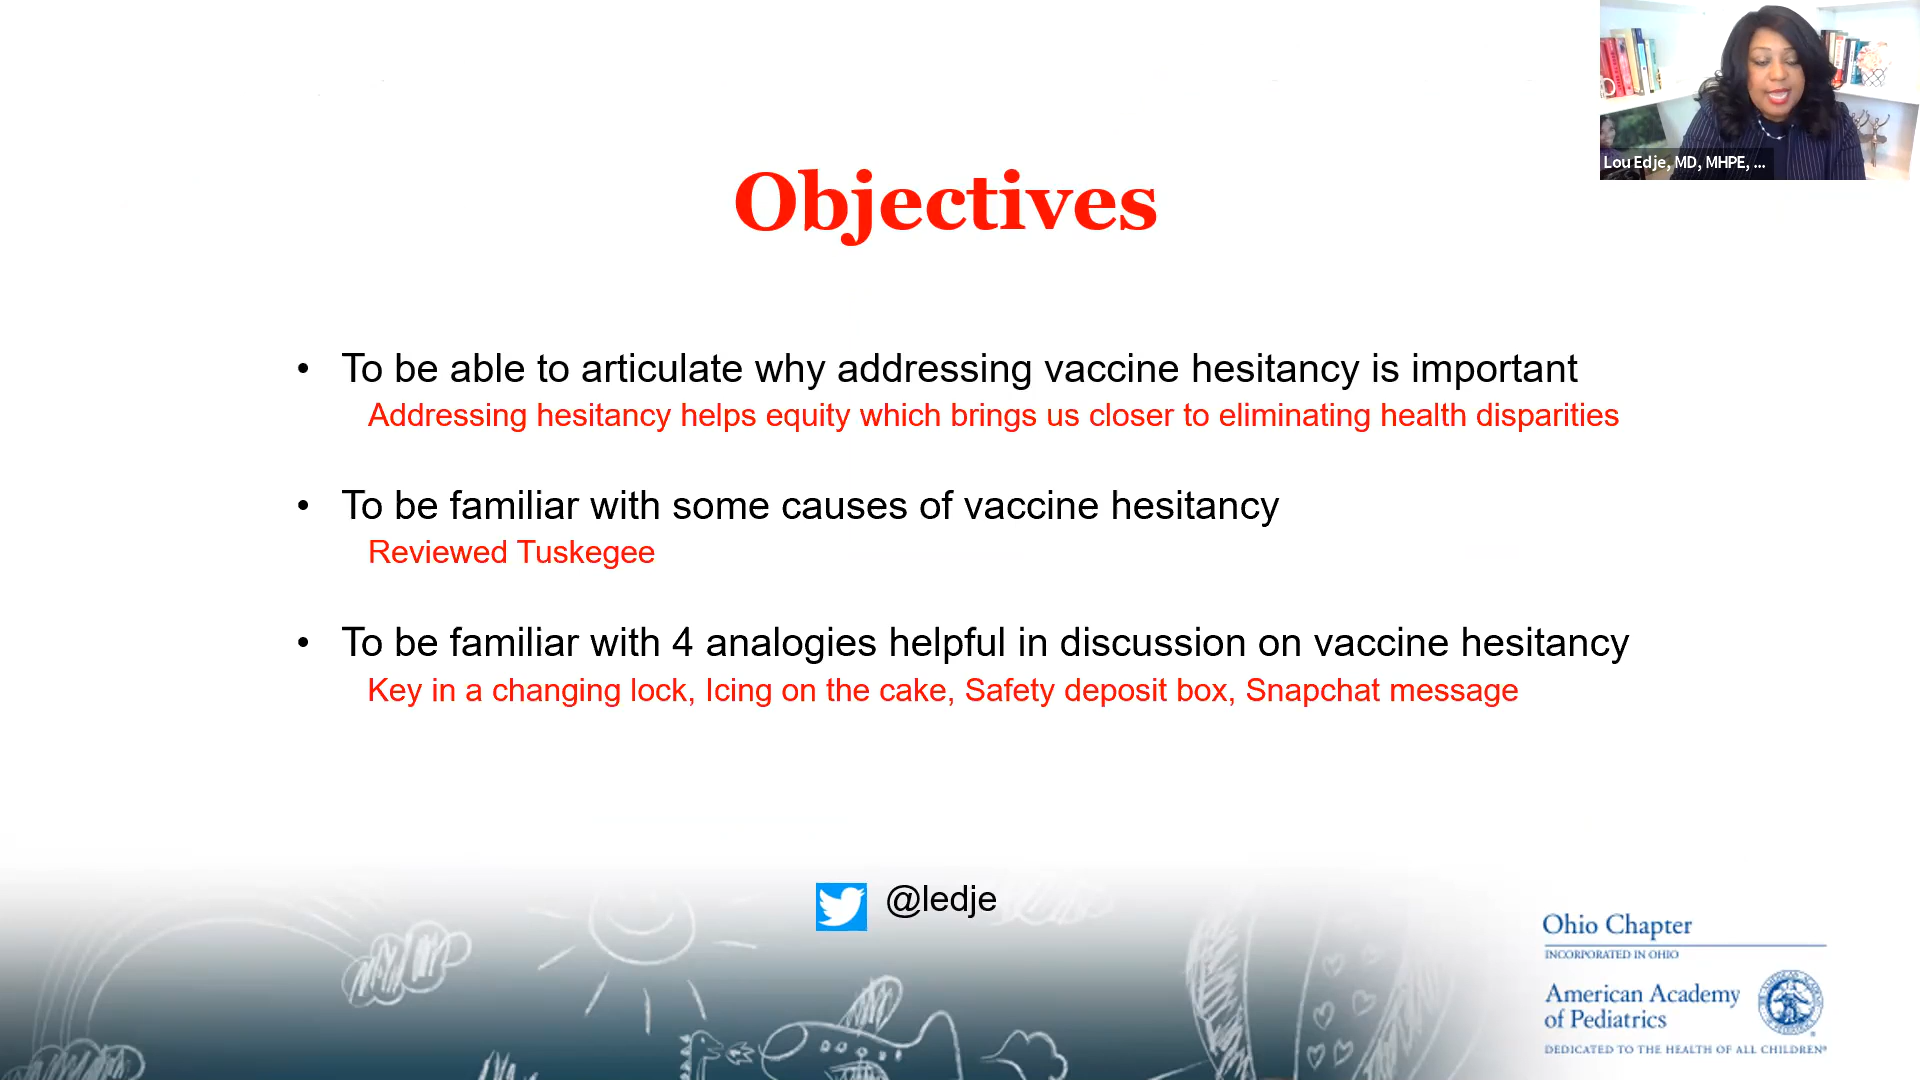 Lou Edje, MD, MHPE, ...
Objectives
• To be able to articulate why addressing vaccine hesitancy is important
Addressing hesitancy helps equity which brings us closer to eliminating health disparities
• To be familiar with some causes of vaccine hesitancy
Reviewed Tuskegee
• To be familiar with 4 analogies helpful in discussion on vaccine hesitancy
Key in a changing lock, Icing on the cake, Safety deposit box, Snapchat message
@ledje
Ohio Chapter
INCORPORATED IN OHIO
American Academy
of Pediatrics
DEDICATED TO THE HEALTH OF ALL CHILDREN®